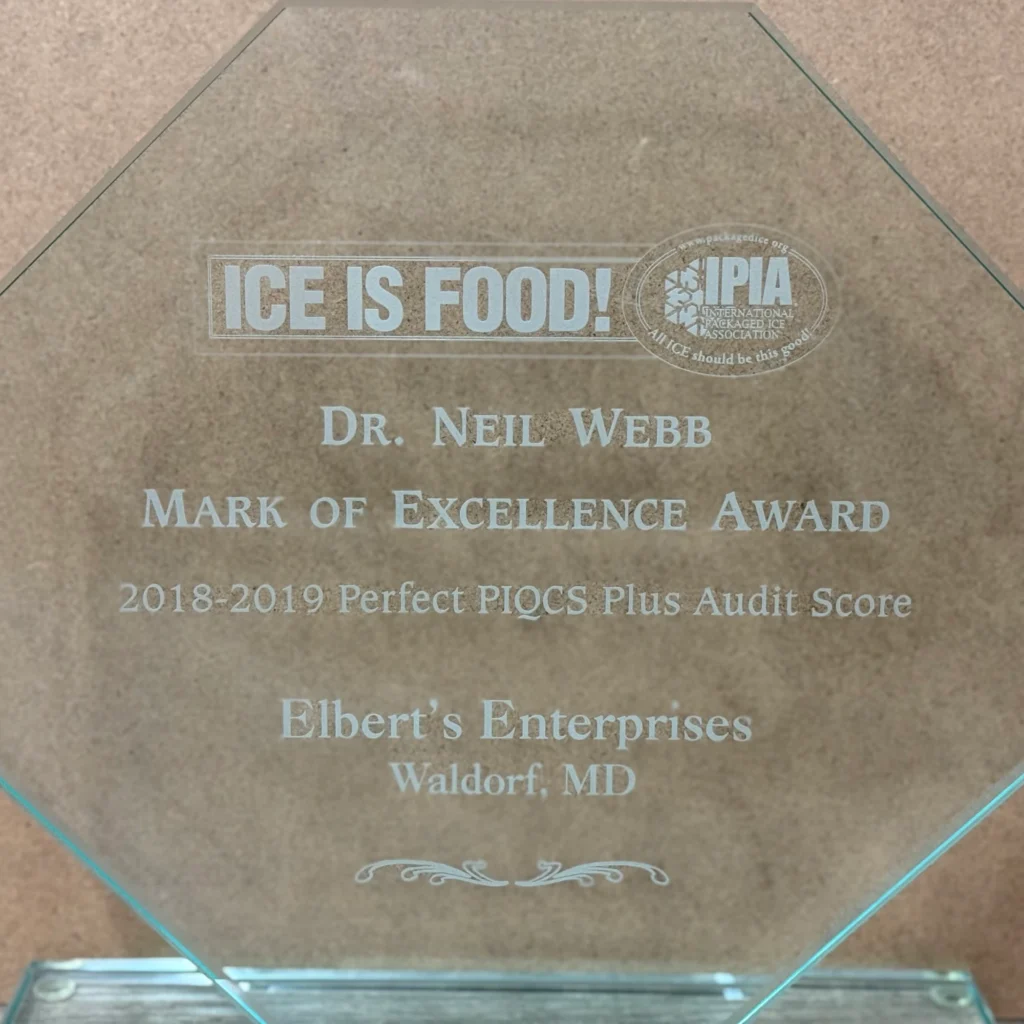 www.packagedice.org
ICE IS FOOD!
IPIA
INTERNATIONAL
PACKAGED ICE
ASSOCIATION
All ICE should be this good!
DR. NEIL WEBB
MARK OF EXCELLENCE AWARD
2018-2019 Perfect PIQCS Plus Audit Score
Elbert's Enterprises
Waldorf, MD